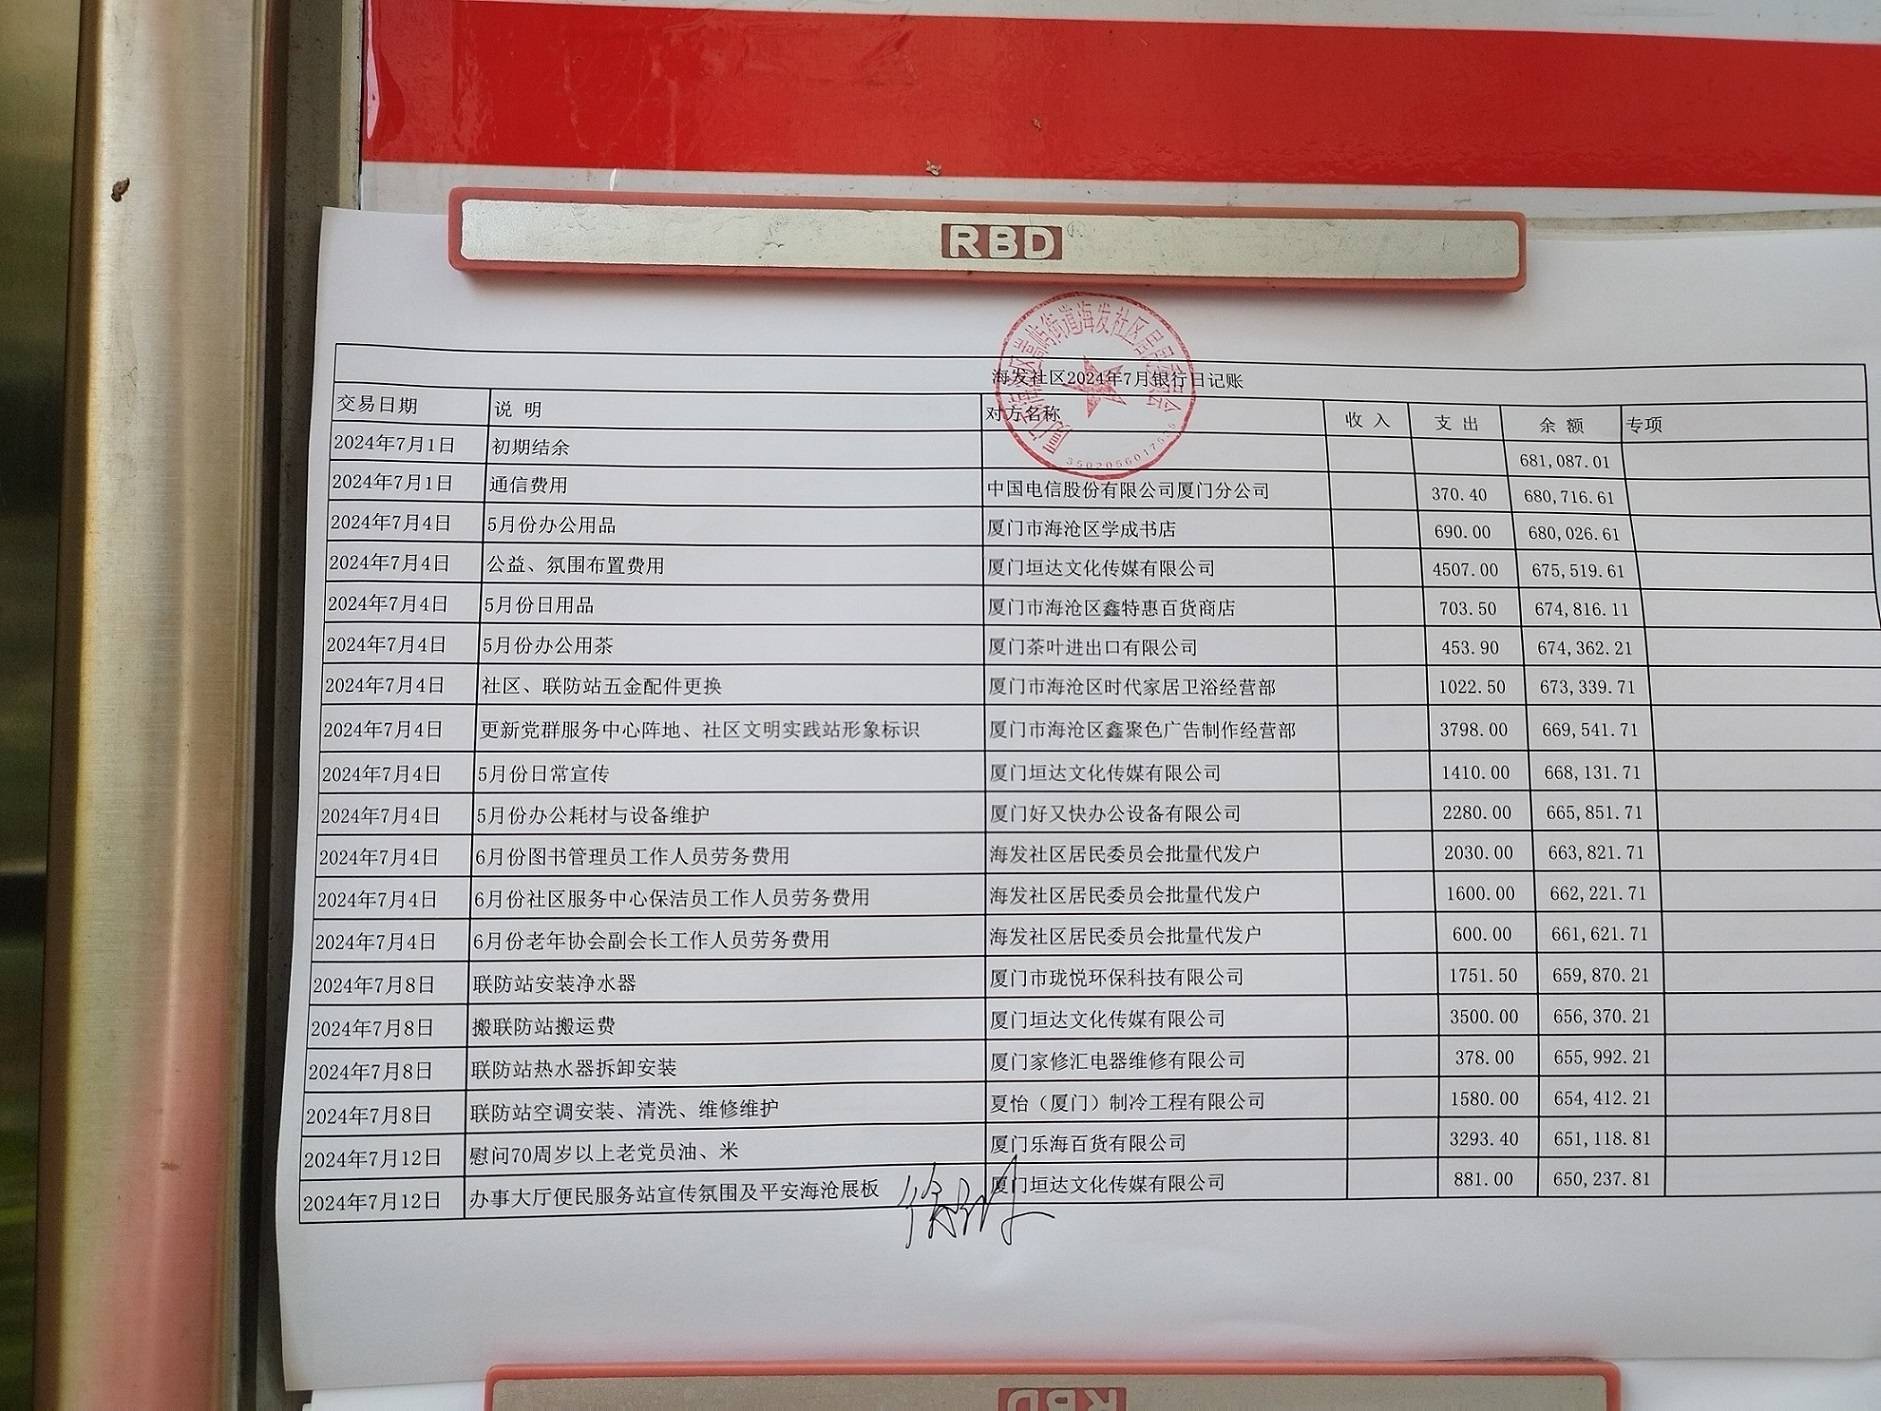 RBD
海发社区2024年7月银行日记账
交易日期 说 明 对方名称 收 入 支 出 余 额 专项
2024年7月1日 初期结余 681,087.01
2024年7月1日 通信费用 中国电信股份有限公司厦门分公司 370.40 680,716.61
2024年7月4日 5月份办公用品 厦门市海沧区学成书店 690.00 680,026.61
2024年7月4日 公益、氛围布置费用 厦门垣达文化传媒有限公司 4507.00 675,519.61
2024年7月4日 5月份日用品 厦门市海沧区鑫特惠百货商店 703.50 674,816.11
2024年7月4日 5月份办公用茶 厦门茶叶进出口有限公司 453.90 674,362.21
2024年7月4日 社区、联防站五金配件更换 厦门市海沧区时代家居卫浴经营部 1022.50 673,339.71
2024年7月4日 更新党群服务中心阵地、社区文明实践站形象标识 厦门市海沧区鑫聚色广告制作经营部 3798.00 669,541.71
2024年7月4日 5月份日常宣传 厦门垣达文化传媒有限公司 1410.00 668,131.71
2024年7月4日 5月份办公耗材与设备维护 厦门好又快办公设备有限公司 2280.00 665,851.71
2024年7月4日 6月份图书管理员工作人员劳务费用 海发社区居民委员会批量代发户 2030.00 663,821.71
2024年7月4日 6月份社区服务中心保洁员工作人员劳务费用 海发社区居民委员会批量代发户 1600.00 662,221.71
2024年7月4日 6月份老年协会副会长工作人员劳务费用 海发社区居民委员会批量代发户 600.00 661,621.71
2024年7月8日 联防站安装净水器 厦门市珑悦环保科技有限公司 1751.50 659,870.21
2024年7月8日 搬联防站搬运费 厦门垣达文化传媒有限公司 3500.00 656,370.21
2024年7月8日 联防站热水器拆卸安装 厦门家修汇电器维修有限公司 378.00 655,992.21
2024年7月8日 联防站空调安装、清洗、维修维护 夏怡（厦门）制冷工程有限公司 1580.00 654,412.21
2024年7月12日 慰问70周岁以上老党员油、米 厦门乐海百货有限公司 3293.40 651,118.81
2024年7月12日 办事大厅便民服务站宣传氛围及平安海沧展板 厦门垣达文化传媒有限公司 881.00 650,237.81
RBD